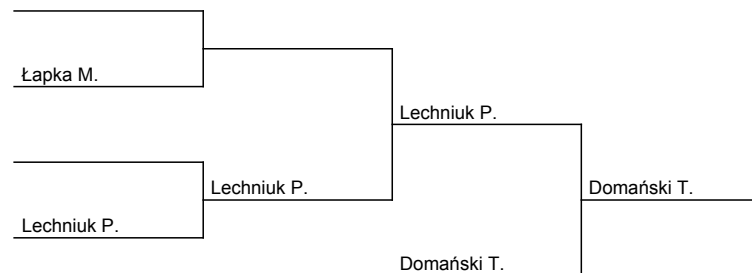 Łapka M.
Lechniuk P.
Lechniuk P.
Domański T.
Lechniuk P.
Domański T.